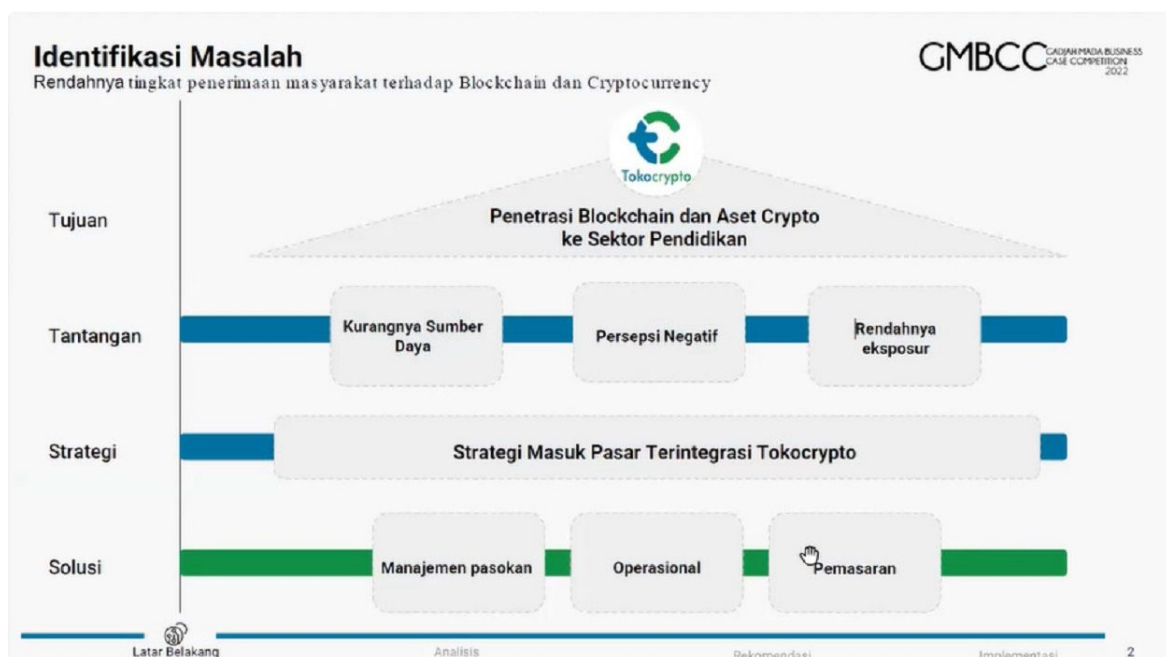 Identifikasi Masalah
Rendahnya tingkat penerimaan masyarakat terhadap Blockchain dan Cryptocurrency
GMBCC
GADJAH MADA BUSINESS
CASE COMPETITION
2022
Tokocrypto
Tujuan
Penetrasi Blockchain dan Aset Crypto
ke Sektor Pendidikan
Tantangan
Kurangnya Sumber
Daya
Persepsi Negatif
Rendahnya
eksposur
Strategi
Strategi Masuk Pasar Terintegrasi Tokocrypto
Solusi
Manajemen pasokan
Operasional
Pemasaran
Latar Belakang
Analisis
Rekomendasi
Implementasi
2